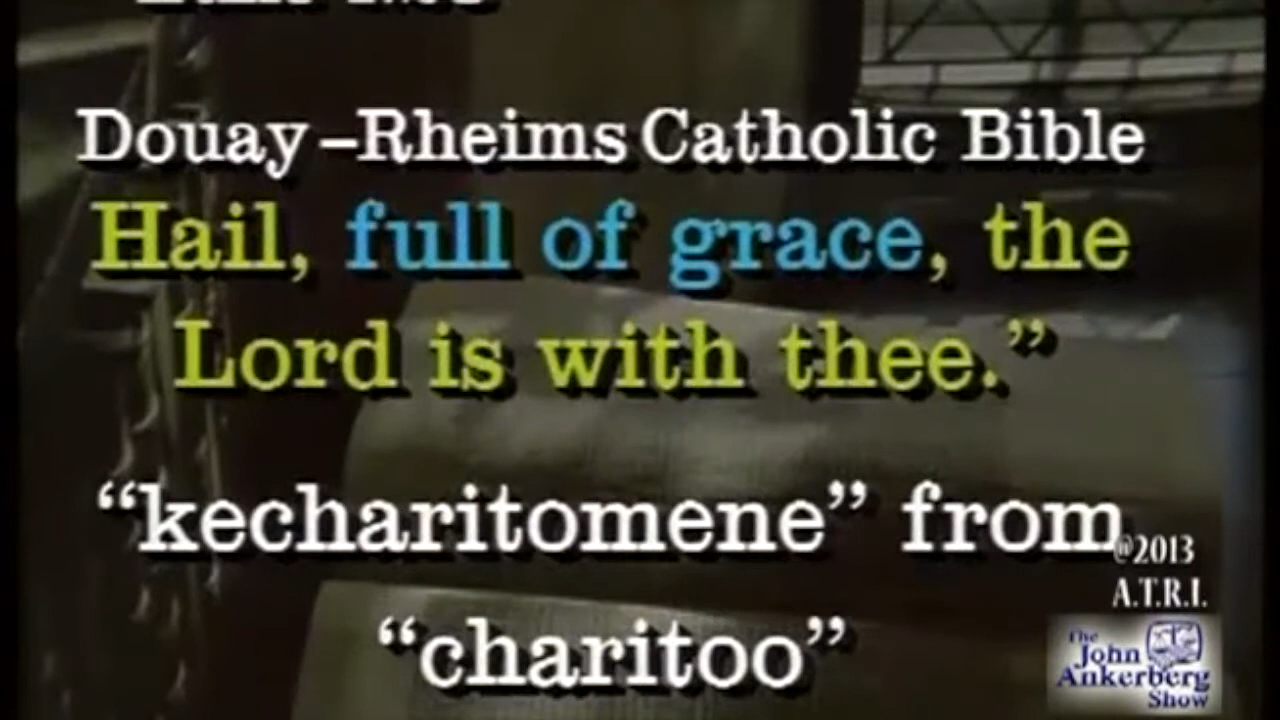 Douay–Rheims Catholic Bible
Hail, full of grace, the
Lord is with thee.”
“kecharitomene” from
“charitoo”
@2013
A.T.R.I.
The
John
Ankerberg
Show